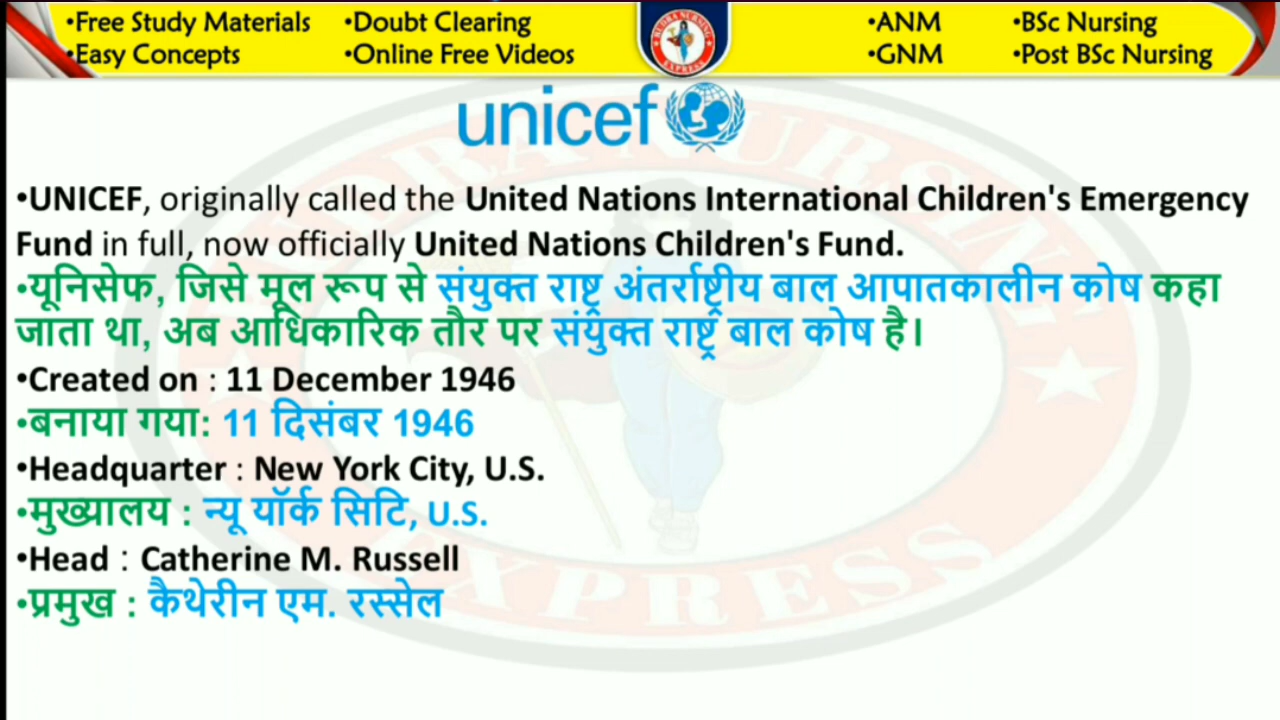 •Free Study Materials •Doubt Clearing •ANM •BSc Nursing
•Easy Concepts •Online Free Videos •GNM •Post BSc Nursing
unicef
•UNICEF, originally called the United Nations International Children's Emergency
Fund in full, now officially United Nations Children's Fund.
•यूनिसेफ, जिसे मूल रूप से संयुक्त राष्ट्र अंतर्राष्ट्रीय बाल आपातकालीन कोष कहा
जाता था, अब आधिकारिक तौर पर संयुक्त राष्ट्र बाल कोष है।
•Created on : 11 December 1946
•बनाया गया: 11 दिसंबर 1946
•Headquarter : New York City, U.S.
•मुख्यालय : न्यू यॉर्क सिटि, U.S.
•Head : Catherine M. Russell
•प्रमुख : कैथेरीन एम. रस्सेल